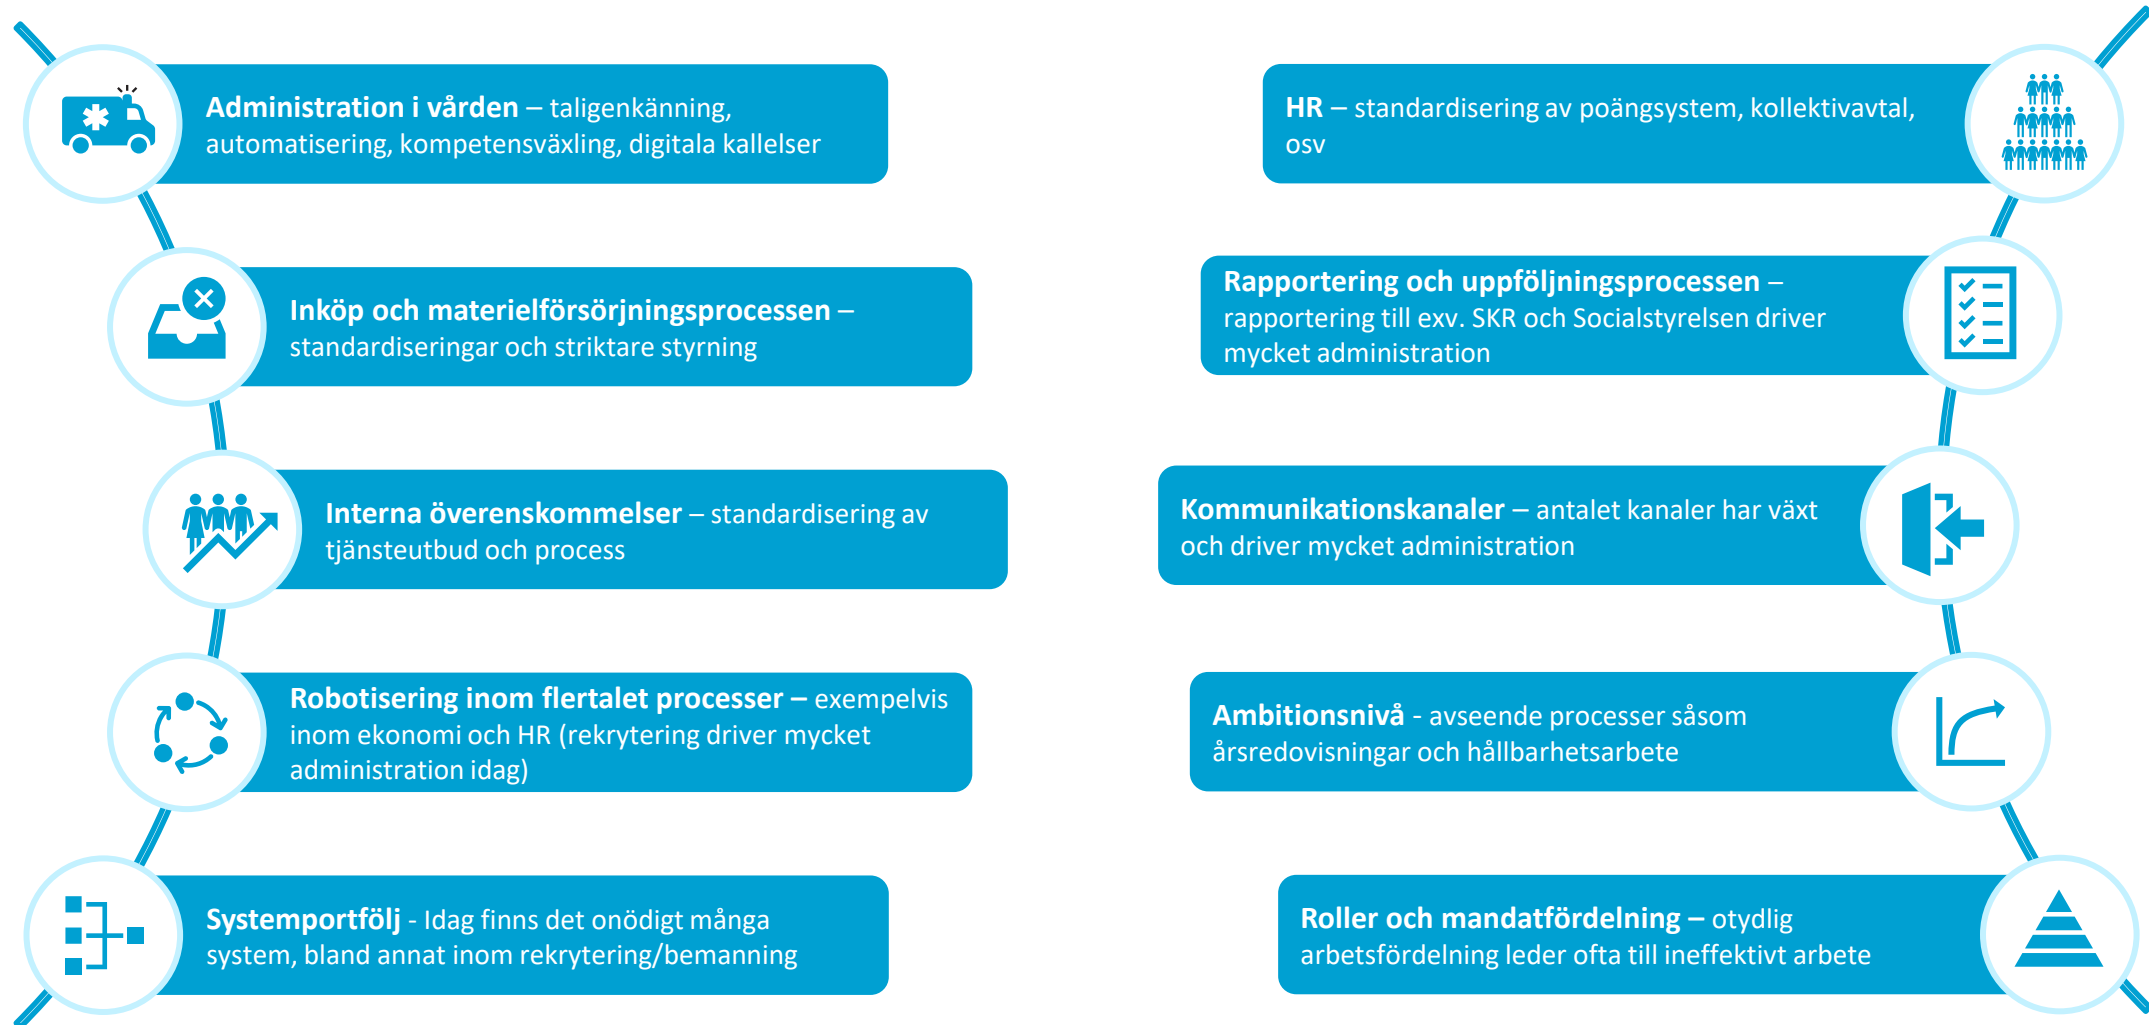 Administration i vården – taligenkänning,
automatisering, kompetensväxling, digitala kallelser
Inköp och materielförsörjningsprocessen –
standardiseringar och striktare styrning
Interna överenskommelser – standardisering av
tjänsteutbud och process
Robotisering inom flertalet processer – exempelvis
inom ekonomi och HR (rekrytering driver mycket
administration idag)
Systemportfölj - Idag finns det onödigt många
system, bland annat inom rekrytering/bemanning
HR – standardisering av poängsystem, kollektivavtal,
osv
Rapportering och uppföljningsprocessen –
rapportering till exv. SKR och Socialstyrelsen driver
mycket administration
Kommunikationskanaler – antalet kanaler har växt
och driver mycket administration
Ambitionsnivå - avseende processer såsom
årsredovisningar och hållbarhetsarbete
Roller och mandatfördelning – otydlig
arbetsfördelning leder ofta till ineffektivt arbete